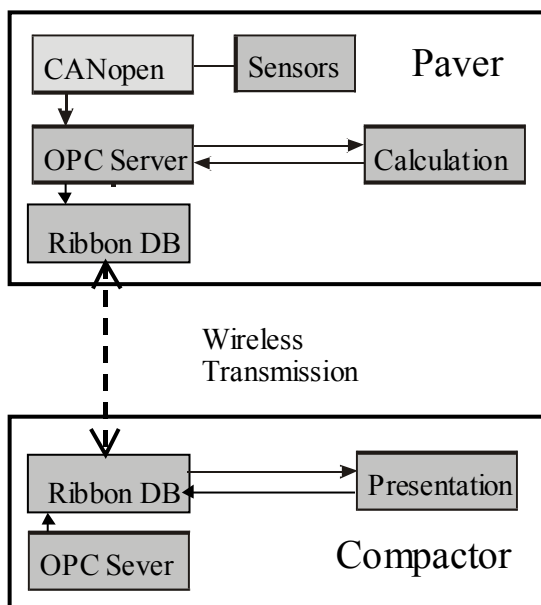 CANopen
Sensors
Paver
OPC Server
Calculation
Ribbon DB
Wireless
Transmission
Ribbon DB
Presentation
OPC Sever
Compactor